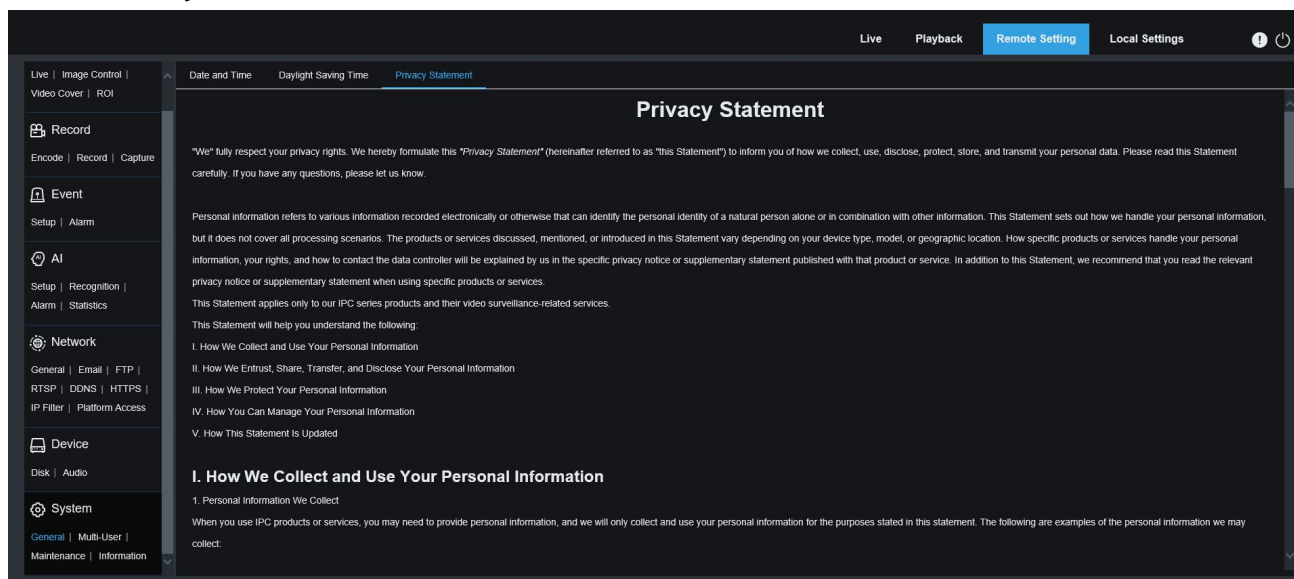 Live Playback Remote Setting Local Settings
Live | Image Control |
Video Cover | ROI
Record
Encode | Record | Capture
Event
Setup | Alarm
AI
Setup | Recognition |
Alarm | Statistics
Network
General | Email | FTP |
RTSP | DDNS | HTTPS |
IP Filter | Platform Access
Device
Disk | Audio
System
General | Multi-User |
Maintenance | Information
Date and Time Daylight Saving Time Privacy Statement
Privacy Statement
"We" fully respect your privacy rights. We hereby formulate this "Privacy Statement" (hereinafter referred to as "this Statement") to inform you of how we collect, use, disclose, protect, store, and transmit your personal data. Please read this Statement
carefully. If you have any questions, please let us know.
Personal information refers to various information recorded electronically or otherwise that can identify the personal identity of a natural person alone or in combination with other information. This Statement sets out how we handle your personal information,
but it does not cover all processing scenarios. The products or services discussed, mentioned, or introduced in this Statement vary depending on your device type, model, or geographic location. How specific products or services handle your personal
information, your rights, and how to contact the data controller will be explained by us in the specific privacy notice or supplementary statement published with that product or service. In addition to this Statement, we recommend that you read the relevant
privacy notice or supplementary statement when using specific products or services.
This Statement applies only to our IPC series products and their video surveillance-related services.
This Statement will help you understand the following:
I. How We Collect and Use Your Personal Information
II. How We Entrust, Share, Transfer, and Disclose Your Personal Information
III. How We Protect Your Personal Information
IV. How You Can Manage Your Personal Information
V. How This Statement Is Updated
I. How We Collect and Use Your Personal Information
1. Personal Information We Collect
When you use IPC products or services, you may need to provide personal information, and we will only collect and use your personal information for the purposes stated in this statement. The following are examples of the personal information we may
collect: